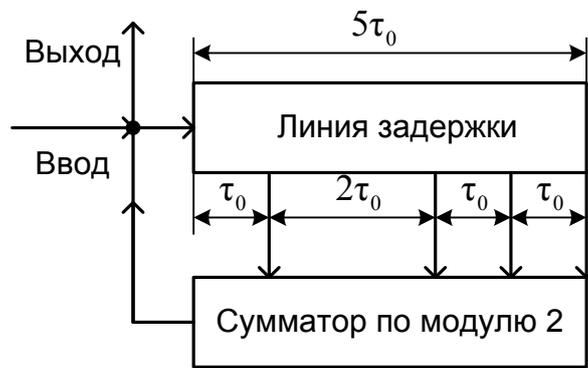 5τ₀
Выход
Линия задержки
Ввод
τ₀ 2τ₀ τ₀ τ₀
Сумматор по модулю 2